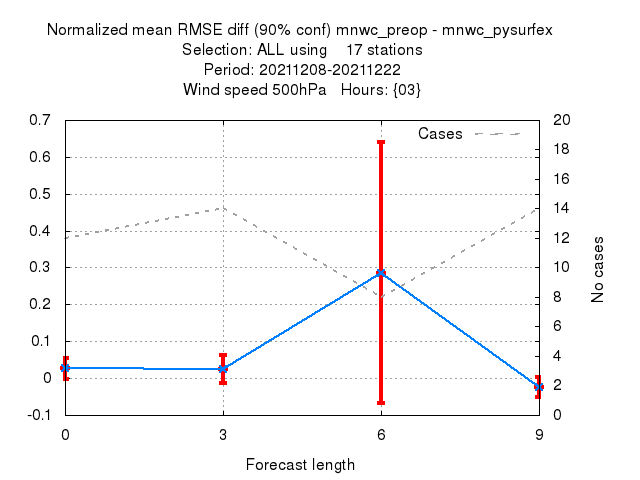 Normalized mean RMSE diff (90% conf) mnwc_preop - mnwc_pysurfex
Selection: ALL using 17 stations
Period: 20211208-20211222
Wind speed 500hPa Hours: {03}
0.7
0.6
0.5
0.4
0.3
0.2
0.1
0
-0.1
Cases
20
18
16
14
12
10
8
6
4
2
0
No cases
0 3 6 9
Forecast length